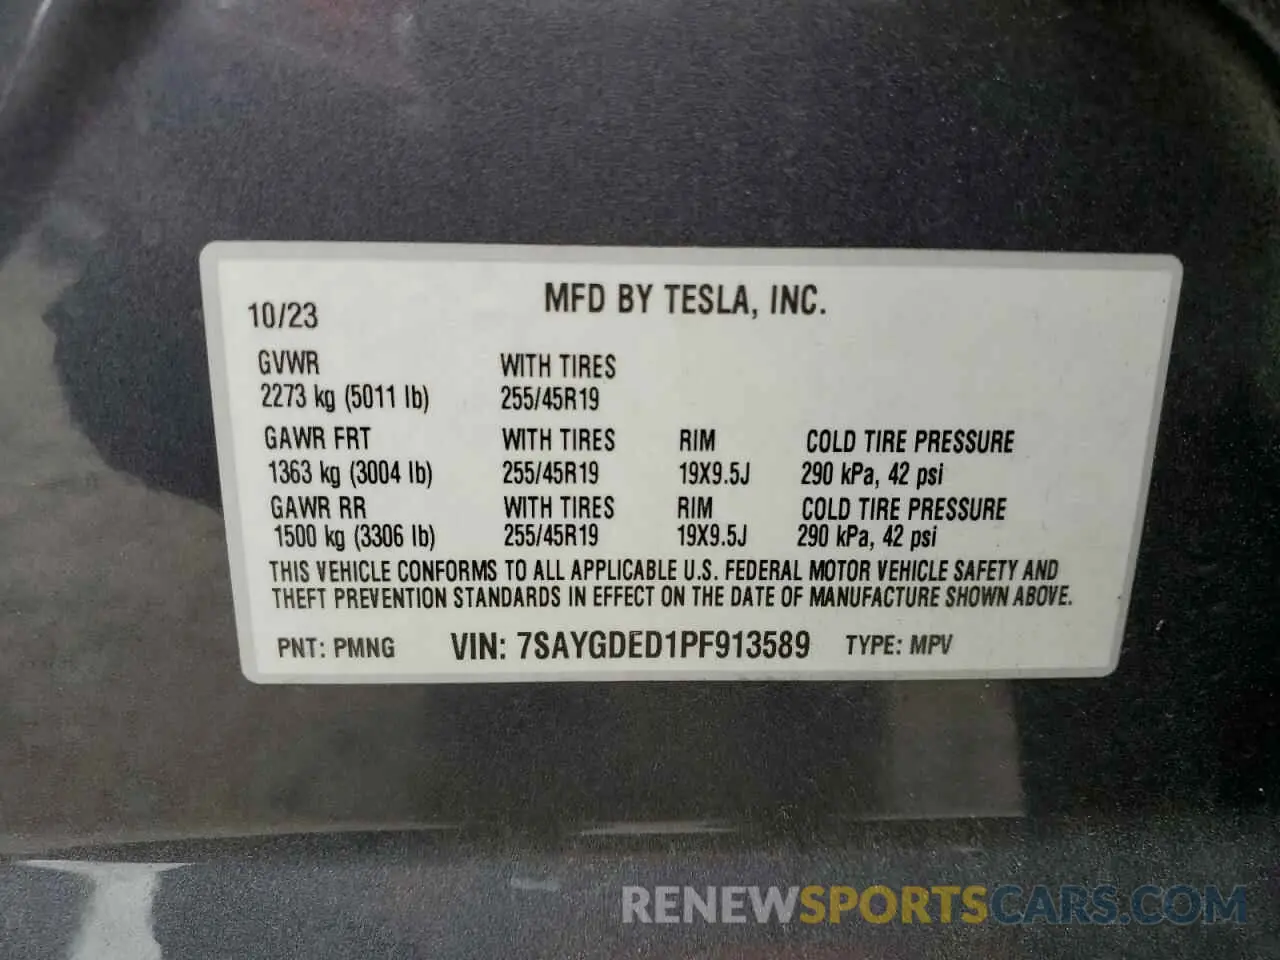 MFD BY TESLA, INC.
10/23
GVWR WITH TIRES
2273 kg (5011 lb) 255/45R19
GAWR FRT WITH TIRES RIM COLD TIRE PRESSURE
1363 kg (3004 lb) 255/45R19 19X9.5J 290 kPa, 42 psi
GAWR RR WITH TIRES RIM COLD TIRE PRESSURE
1500 kg (3306 lb) 255/45R19 19X9.5J 290 kPa, 42 psi
THIS VEHICLE CONFORMS TO ALL APPLICABLE U.S. FEDERAL MOTOR VEHICLE SAFETY AND
THEFT PREVENTION STANDARDS IN EFFECT ON THE DATE OF MANUFACTURE SHOWN ABOVE.
PNT: PMNG VIN: 7SAYGDED1PF913589 TYPE: MPV
RENEWSPORTSCARS.COM